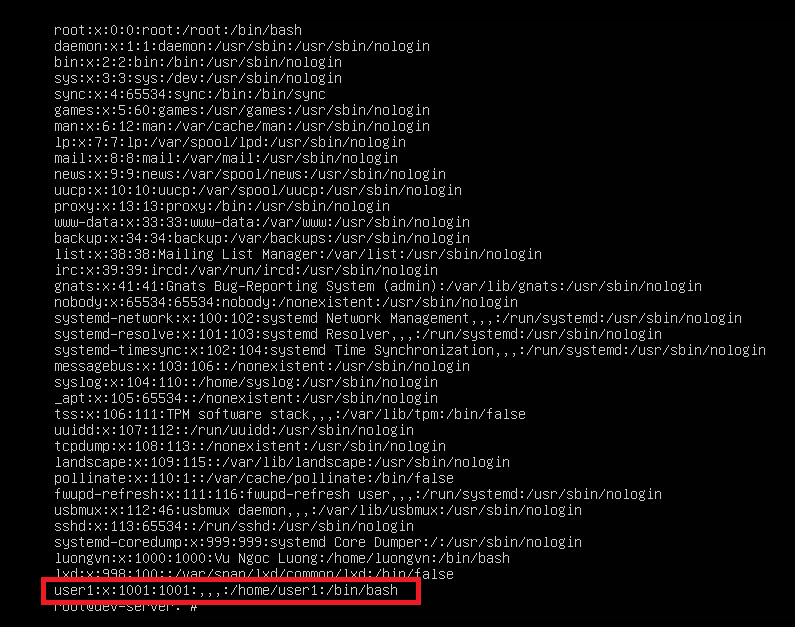 root:x:0:0:root:/root:/bin/bash
daemon:x:1:1:daemon:/usr/sbin:/usr/sbin/nologin
bin:x:2:2:bin:/bin:/usr/sbin/nologin
sys:x:3:3:sys:/dev:/usr/sbin/nologin
sync:x:4:65534:sync:/bin:/bin/sync
games:x:5:60:games:/usr/games:/usr/sbin/nologin
man:x:6:12:man:/var/cache/man:/usr/sbin/nologin
lp:x:7:7:lp:/var/spool/lpd:/usr/sbin/nologin
mail:x:8:8:mail:/var/mail:/usr/sbin/nologin
news:x:9:9:news:/var/spool/news:/usr/sbin/nologin
uucp:x:10:10:uucp:/var/spool/uucp:/usr/sbin/nologin
proxy:x:13:13:proxy:/bin:/usr/sbin/nologin
www-data:x:33:33:www-data:/var/www:/usr/sbin/nologin
backup:x:34:34:backup:/var/backups:/usr/sbin/nologin
list:x:38:38:Mailing List Manager:/var/list:/usr/sbin/nologin
irc:x:39:39:ircd:/var/run/ircd:/usr/sbin/nologin
gnats:x:41:41:Gnats Bug-Reporting System (admin):/var/lib/gnats:/usr/sbin/nologin
nobody:x:65534:65534:nobody:/nonexistent:/usr/sbin/nologin
systemd-network:x:100:102:systemd Network Management,,,:/run/systemd:/usr/sbin/nologin
systemd-resolve:x:101:103:systemd Resolver,,,:/run/systemd:/usr/sbin/nologin
systemd-timesync:x:102:104:systemd Time Synchronization,,,:/run/systemd:/usr/sbin/nologin
messagebus:x:103:106::/nonexistent:/usr/sbin/nologin
syslog:x:104:110::/home/syslog:/usr/sbin/nologin
_apt:x:105:65534::/nonexistent:/usr/sbin/nologin
tss:x:106:111:TPM software stack,,,:/var/lib/tpm:/bin/false
uuidd:x:107:112::/run/uuidd:/usr/sbin/nologin
tcpdump:x:108:113::/nonexistent:/usr/sbin/nologin
landscape:x:109:115::/var/lib/landscape:/usr/sbin/nologin
pollinate:x:110:1::/var/cache/pollinate:/bin/false
fwupd-refresh:x:111:116:fwupd-refresh user,,,:/run/systemd:/usr/sbin/nologin
usbmux:x:112:46:usbmux daemon,,,:/var/lib/usbmux:/usr/sbin/nologin
sshd:x:113:65534::/run/sshd:/usr/sbin/nologin
systemd-coredump:x:999:999:systemd Core Dumper:/:/usr/sbin/nologin
luongvn:x:1000:1000:Vu Ngoc Luong:/home/luongvn:/bin/bash
lxd:x:998:100::/var/snap/lxd/common/lxd:/bin/false
user1:x:1001:1001:,,,:/home/user1:/bin/bash
root@dev-server: #